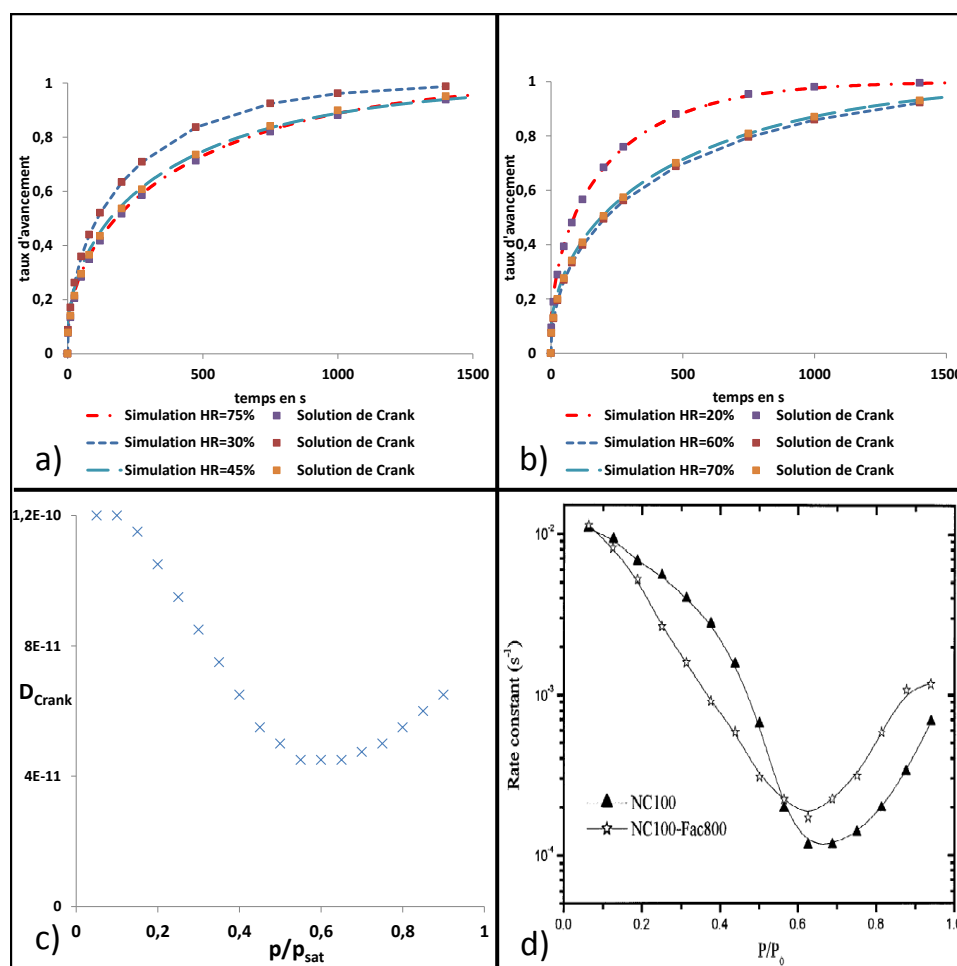 1
0,8
0,6
0,4
0,2
0
taux d'avancement
0 500 1000 1500
temps en s
Simulation HR=75% Solution de Crank
Simulation HR=30% Solution de Crank
Simulation HR=45% Solution de Crank
a)
1
0,8
0,6
0,4
0,2
0
taux d'avancement
0 500 1000 1500
temps en s
Simulation HR=20% Solution de Crank
Simulation HR=60% Solution de Crank
Simulation HR=70% Solution de Crank
b)
1,2E-10
8E-11
D_Crank
4E-11
0
0 0,2 0,4 0,6 0,8 1
p/p_sat
c)
10^-2
10^-3
10^-4
Rate constant (s^-1)
NC100
NC100-Fac800
0.0 0.2 0.4 0.6 0.8 1.0
P/P_0
d)